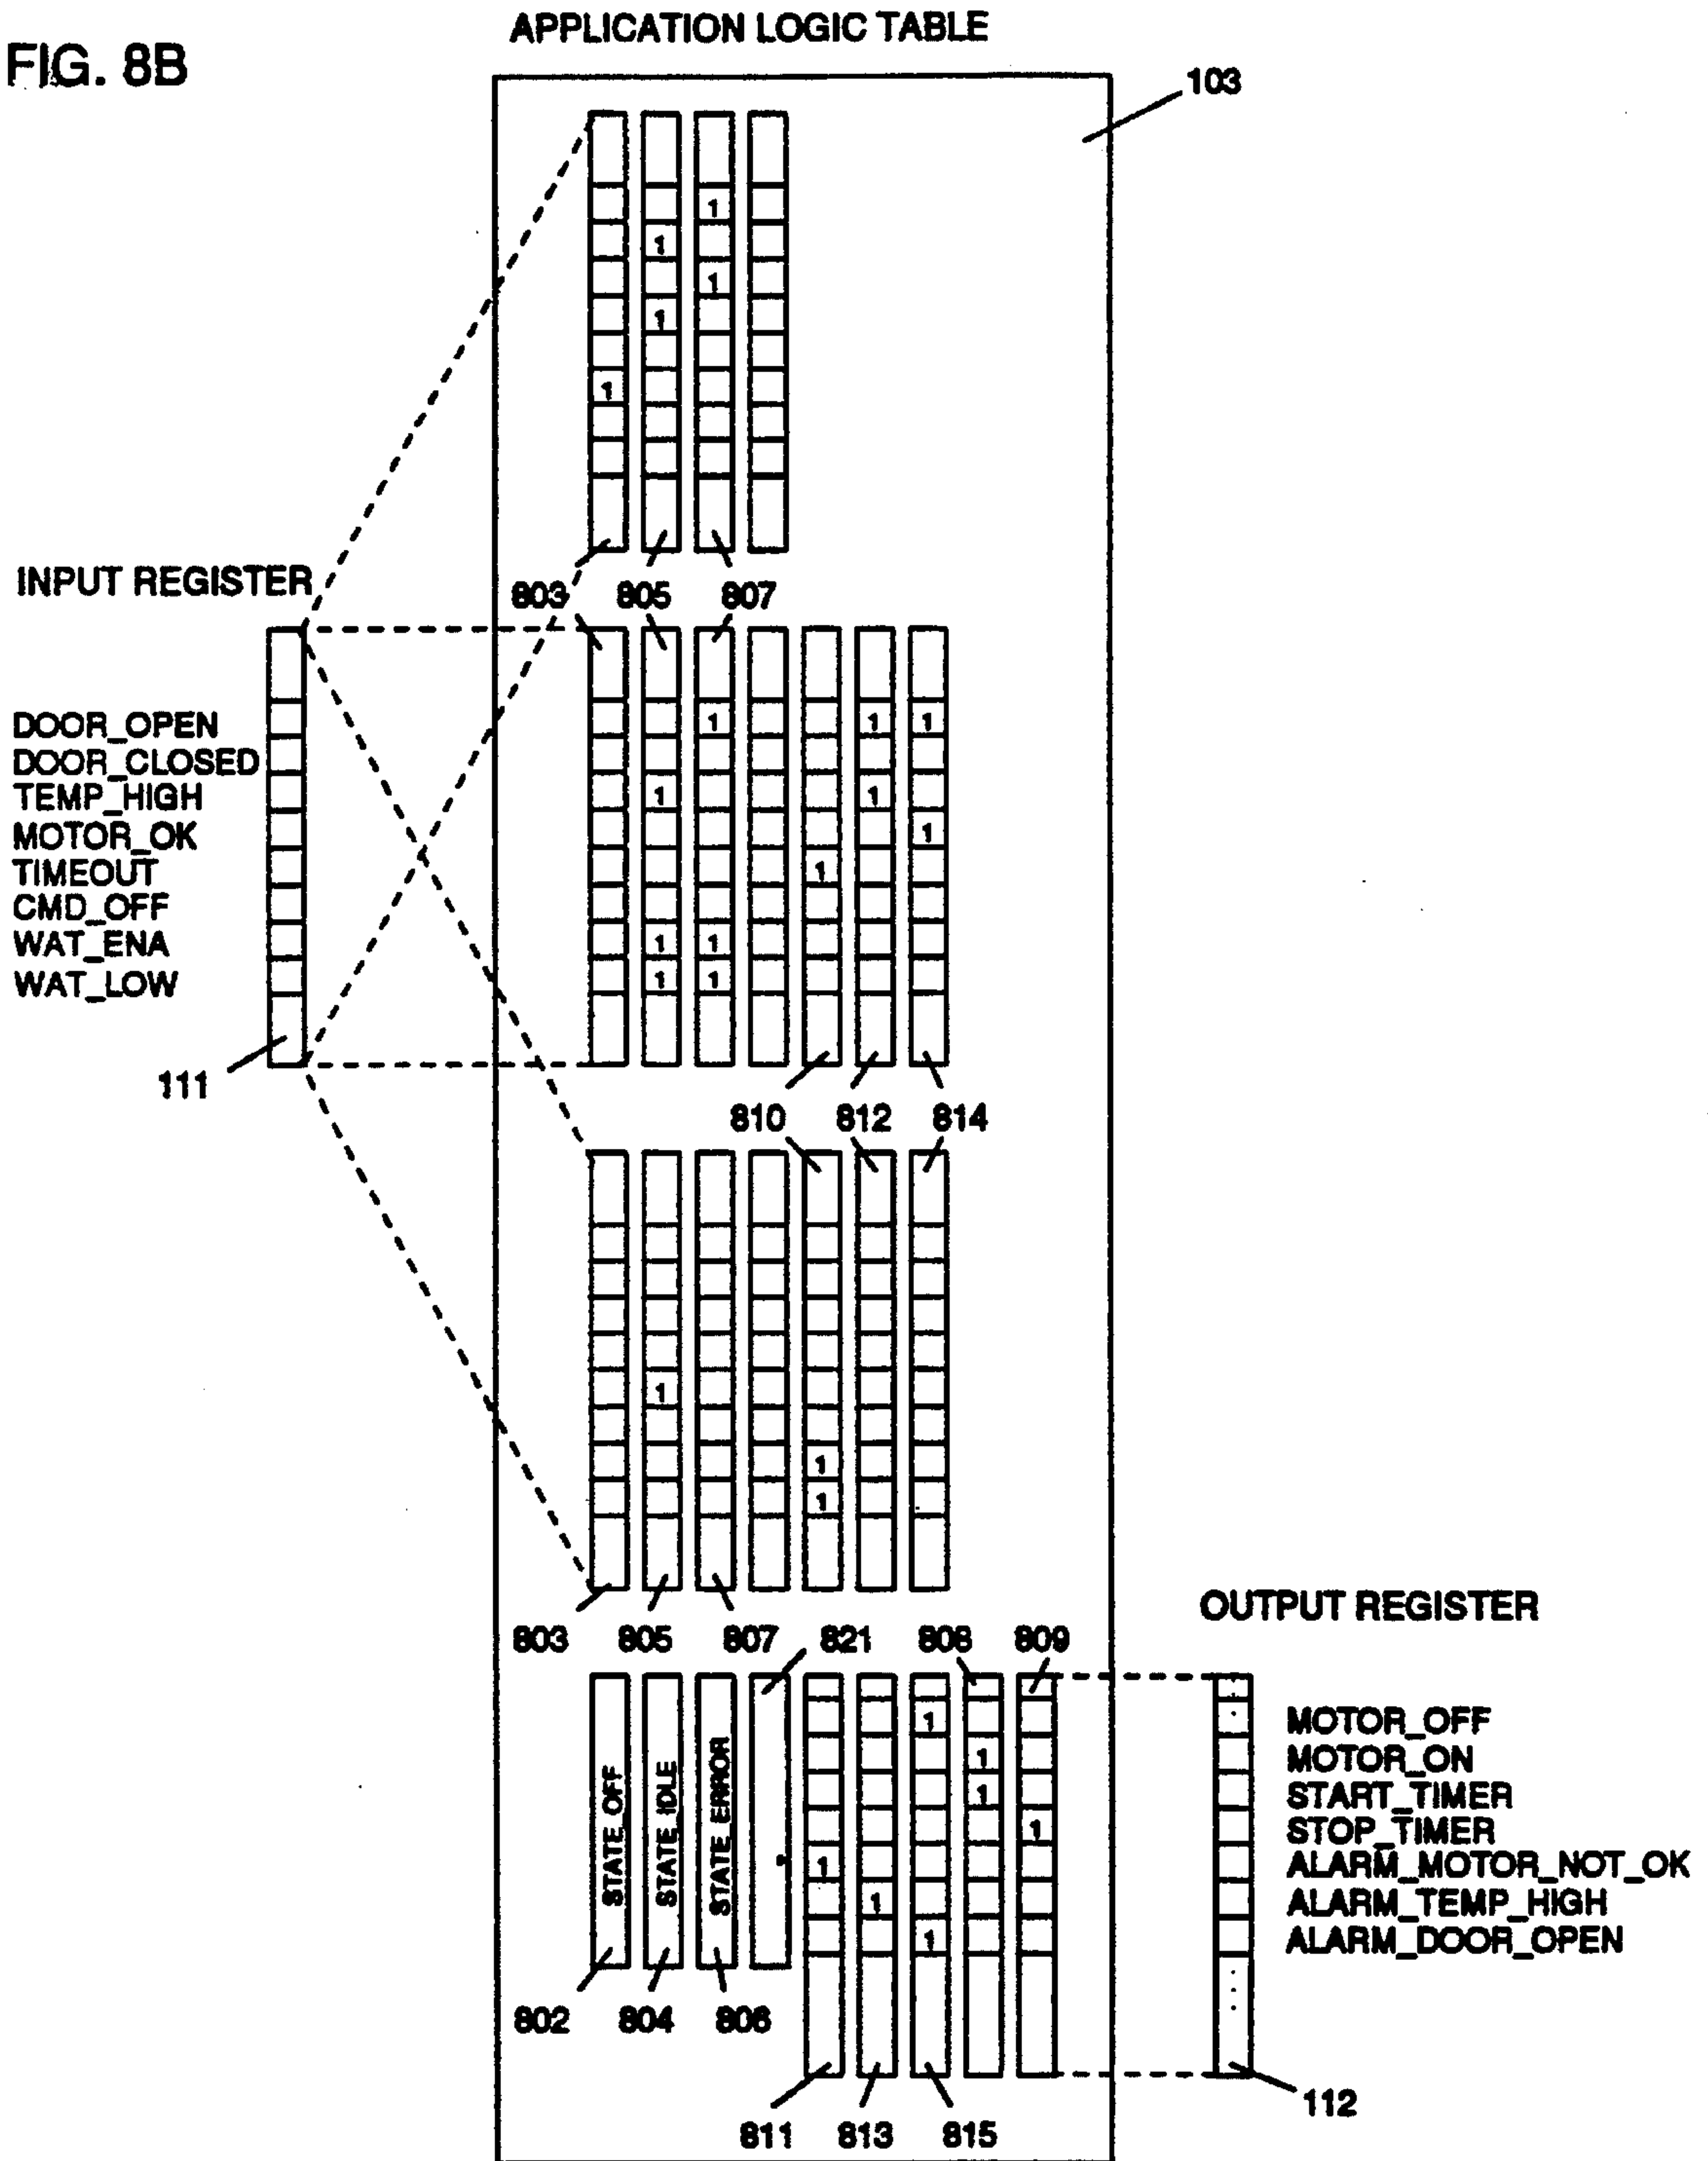 APPLICATION LOGIC TABLE
FIG. 8B
103
1
1
1
1
1
INPUT REGISTER
803 805 807
DOOR_OPEN 1 1 1
DOOR_CLOSED
TEMP_HIGH 1 1
MOTOR_OK 1
TIMEOUT 1
CMD_OFF
WAT_ENA 1 1
WAT_LOW 1 1
111
810 812 814
1
1
1
OUTPUT REGISTER
803 805 807 821 808 809
1 MOTOR_OFF
1 MOTOR_ON
1 START_TIMER
1 STOP_TIMER
1 ALARM_MOTOR_NOT_OK
1 ALARM_TEMP_HIGH
1 ALARM_DOOR_OPEN
STATE_OFF
STATE_IDLE
STATE_ERROR
802 804 806
112
811 813 815